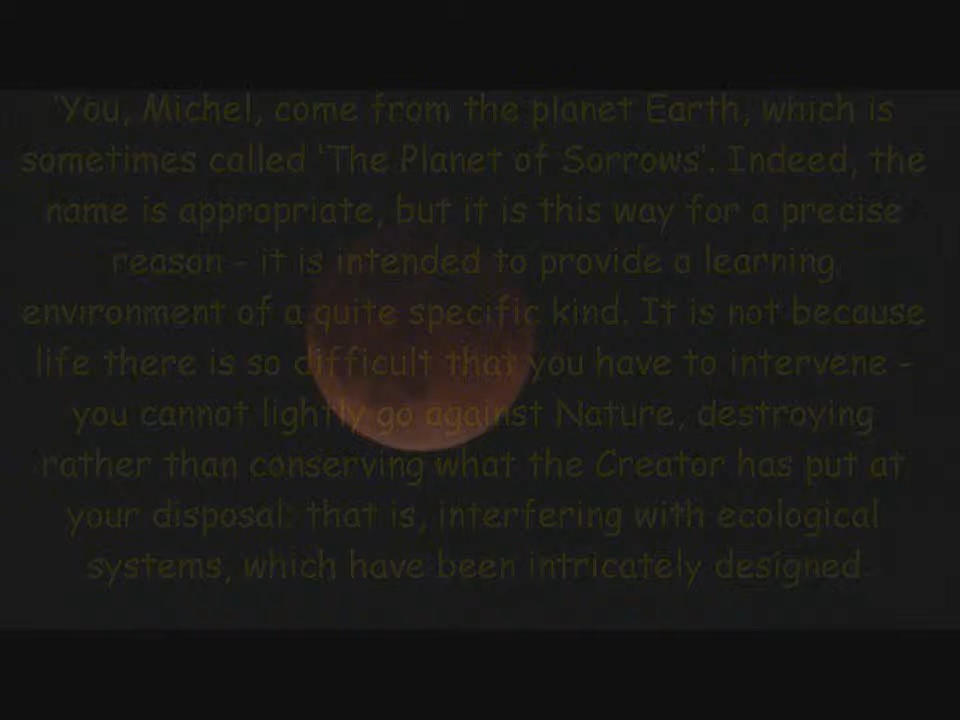 'You, Michel, come from the planet Earth, which is
sometimes called 'The Planet of Sorrows'. Indeed, the
name is appropriate, but it is this way for a precise
reason - it is intended to provide a learning
environment of a quite specific kind. It is not because
life there is so difficult that you have to intervene -
you cannot lightly go against Nature, destroying
rather than conserving what the Creator has put at
your disposal: that is, interfering with ecological
systems, which have been intricately designed.